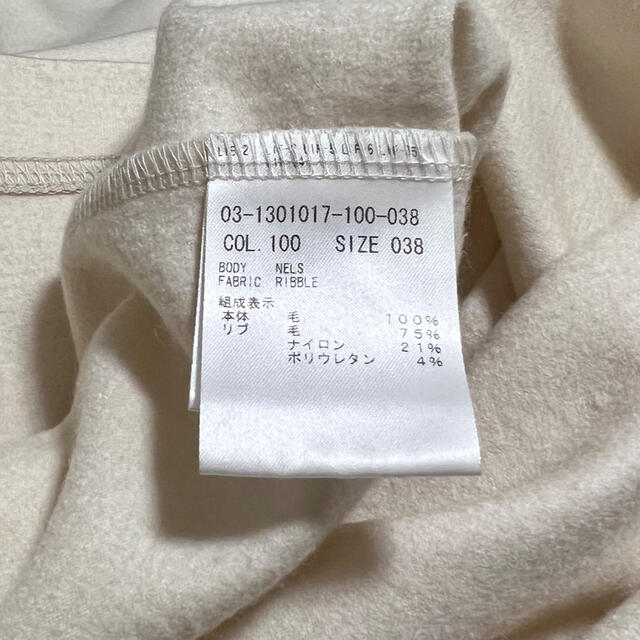 03-1301017-100-038
COL.100 SIZE 038
BODY NELS
FABRIC RIBBLE
組成表示
本体 毛 100%
リブ 毛 75%
ナイロン 21%
ポリウレタン 4%